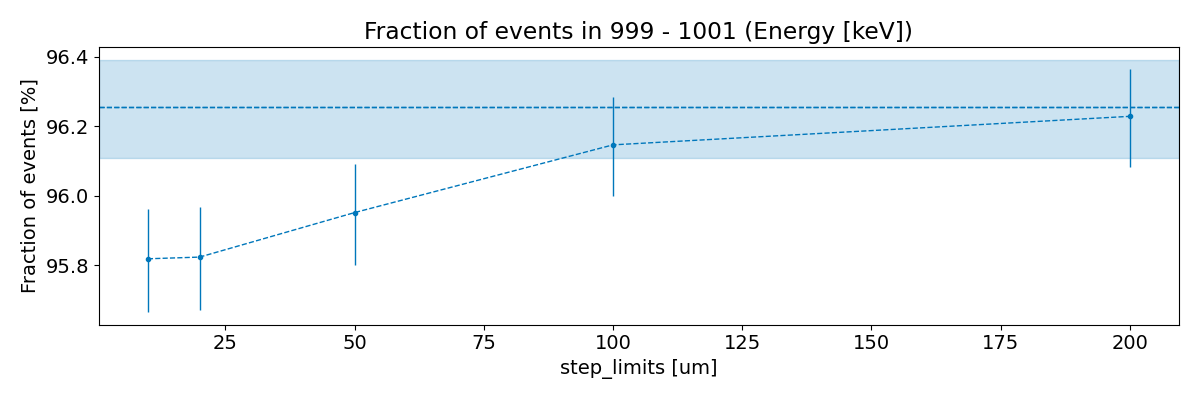 Fraction of events in 999 - 1001 (Energy [keV])
Fraction of events [%]
96.4
96.2
96.0
95.8
25 50 75 100 125 150 175 200
step_limits [um]